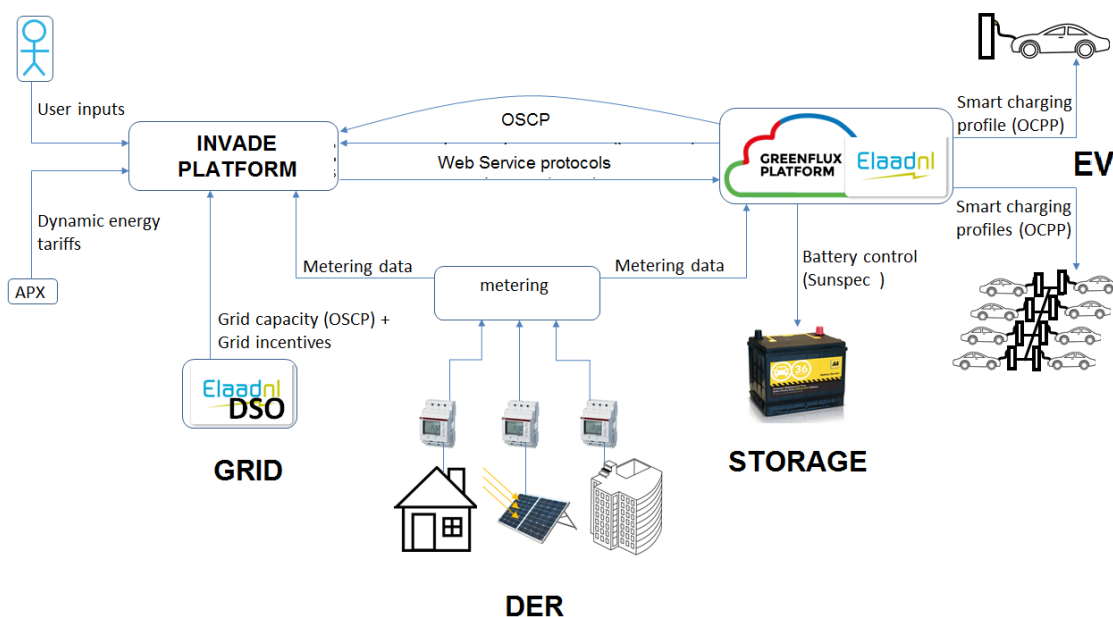 User inputs
INVADE
PLATFORM
OSCP
Web Service protocols
GREENFLUX
PLATFORM
Elaadnl
Smart charging
profile (OCPP)
EV
Smart charging
profiles (OCPP)
Dynamic energy
tariffs
APX
Metering data
metering
Metering data
Battery control
(Sunspec )
Grid capacity (OSCP) +
Grid incentives
Elaadnl
DSO
GRID
36
AA
STORAGE
DER